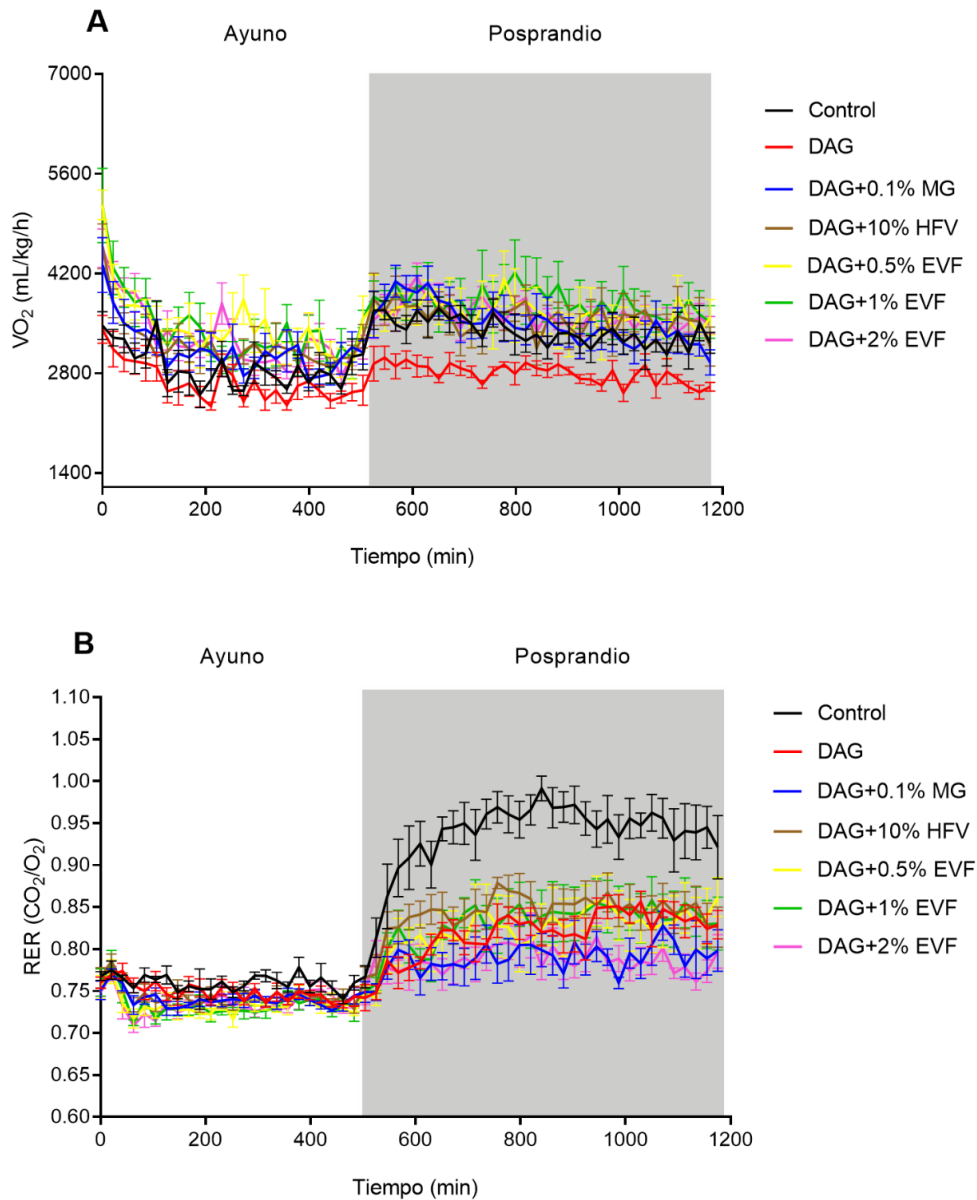 A
Ayuno
Posprandio
7000
5600
4200
2800
1400
VO2 (mL/kg/h)
0
200
400
600
800
1000
1200
Tiempo (min)
Control
DAG
DAG+0.1% MG
DAG+10% HFV
DAG+0.5% EVF
DAG+1% EVF
DAG+2% EVF
B
Ayuno
Posprandio
1.10
1.05
1.00
0.95
0.90
0.85
0.80
0.75
0.70
0.65
0.60
RER (CO2/O2)
0
200
400
600
800
1000
1200
Tiempo (min)
Control
DAG
DAG+0.1% MG
DAG+10% HFV
DAG+0.5% EVF
DAG+1% EVF
DAG+2% EVF